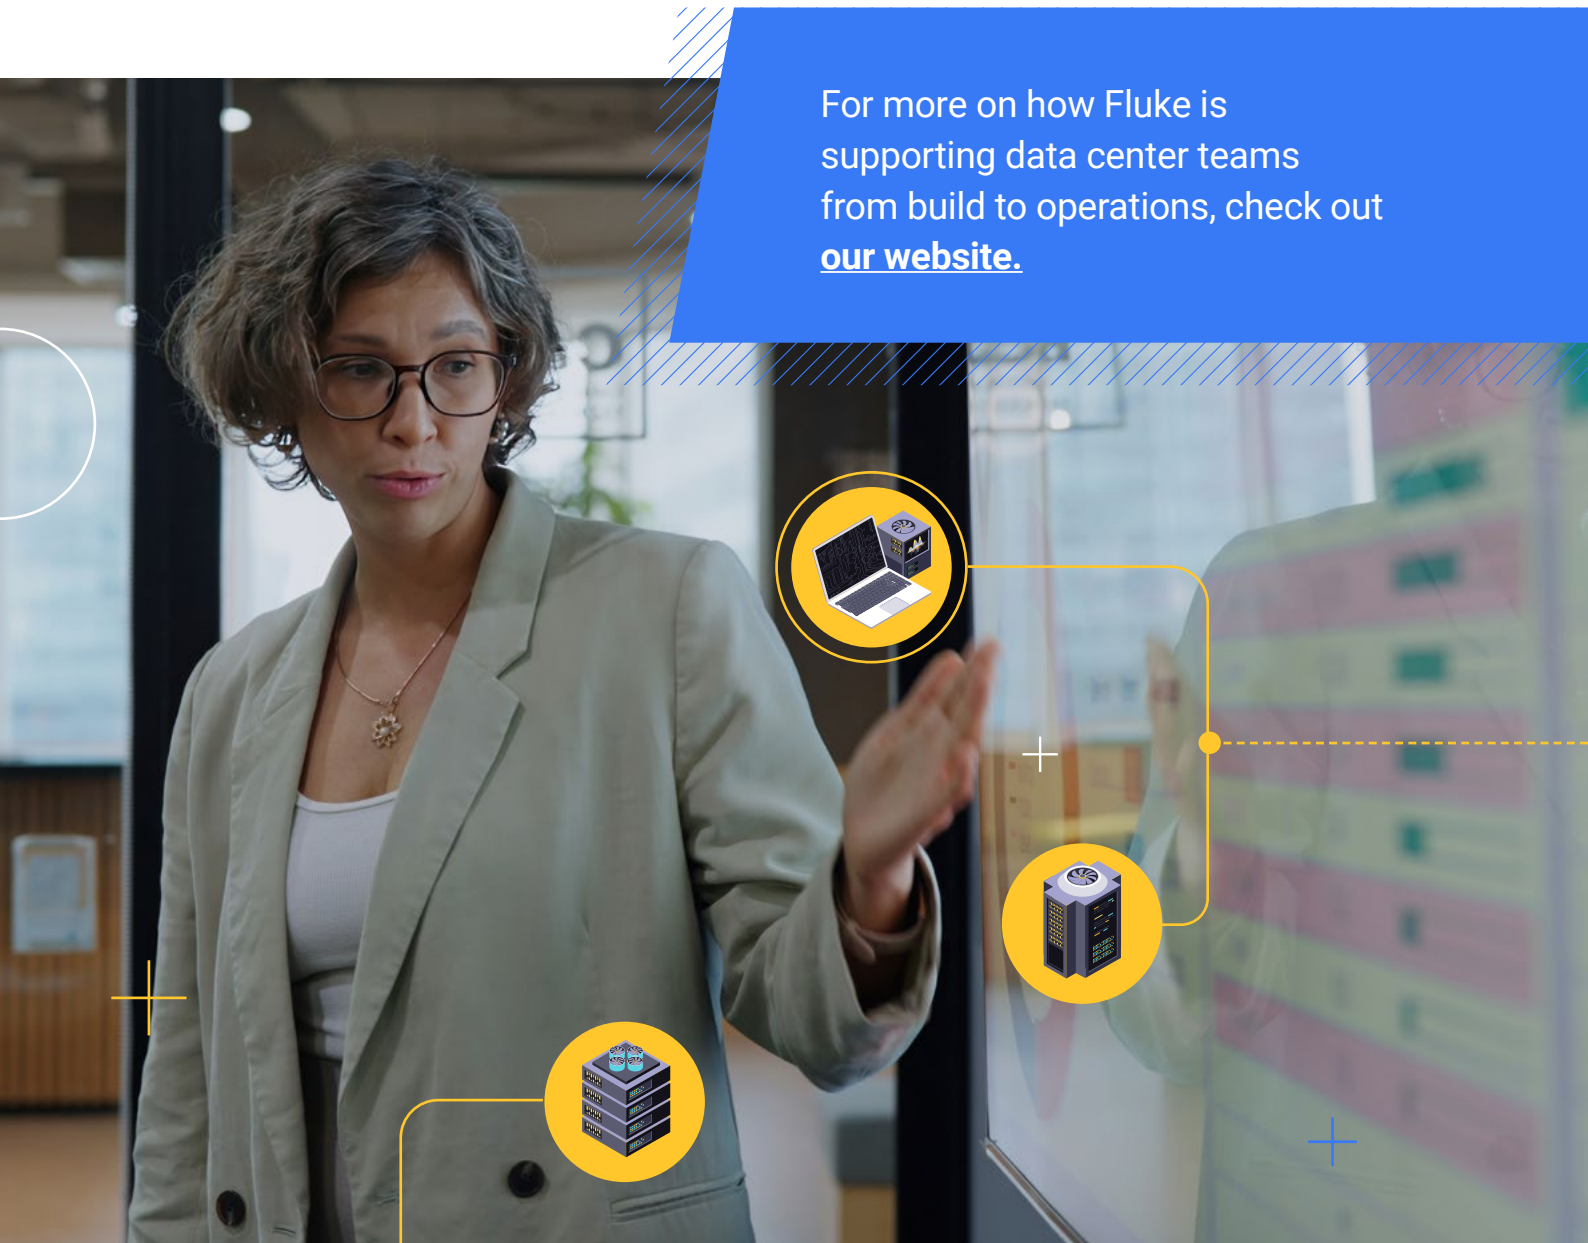 For more on how Fluke is
supporting data center teams
from build to operations, check out
our website.